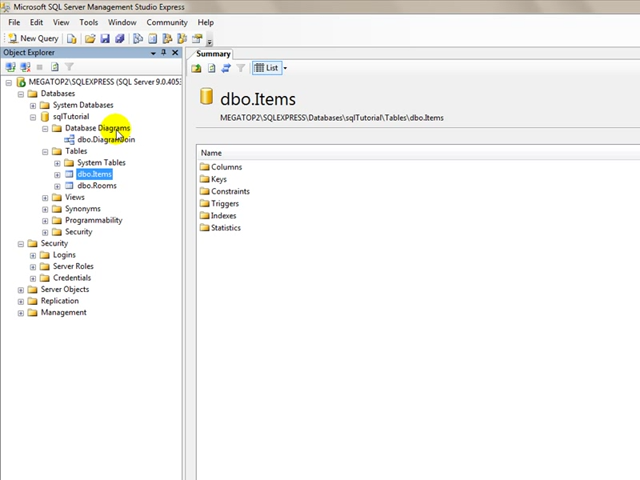 Microsoft SQL Server Management Studio Express
File Edit View Tools Window Community Help
New Query
Object Explorer
Summary
List
MEGATOP2\SQLEXPRESS (SQL Server 9.0.4053
Databases
System Databases
sqlTutorial
Database Diagrams
Tables
System Tables
dbo.Items
dbo.Rooms
Views
Synonyms
Programmability
Security
Security
Logins
Server Roles
Credentials
Server Objects
Replication
Management
dbo.Items
MEGATOP2\SQLEXPRESS\Databases\sqlTutorial\Tables\dbo.Items
Name
Columns
Keys
Constraints
Triggers
Indexes
Statistics